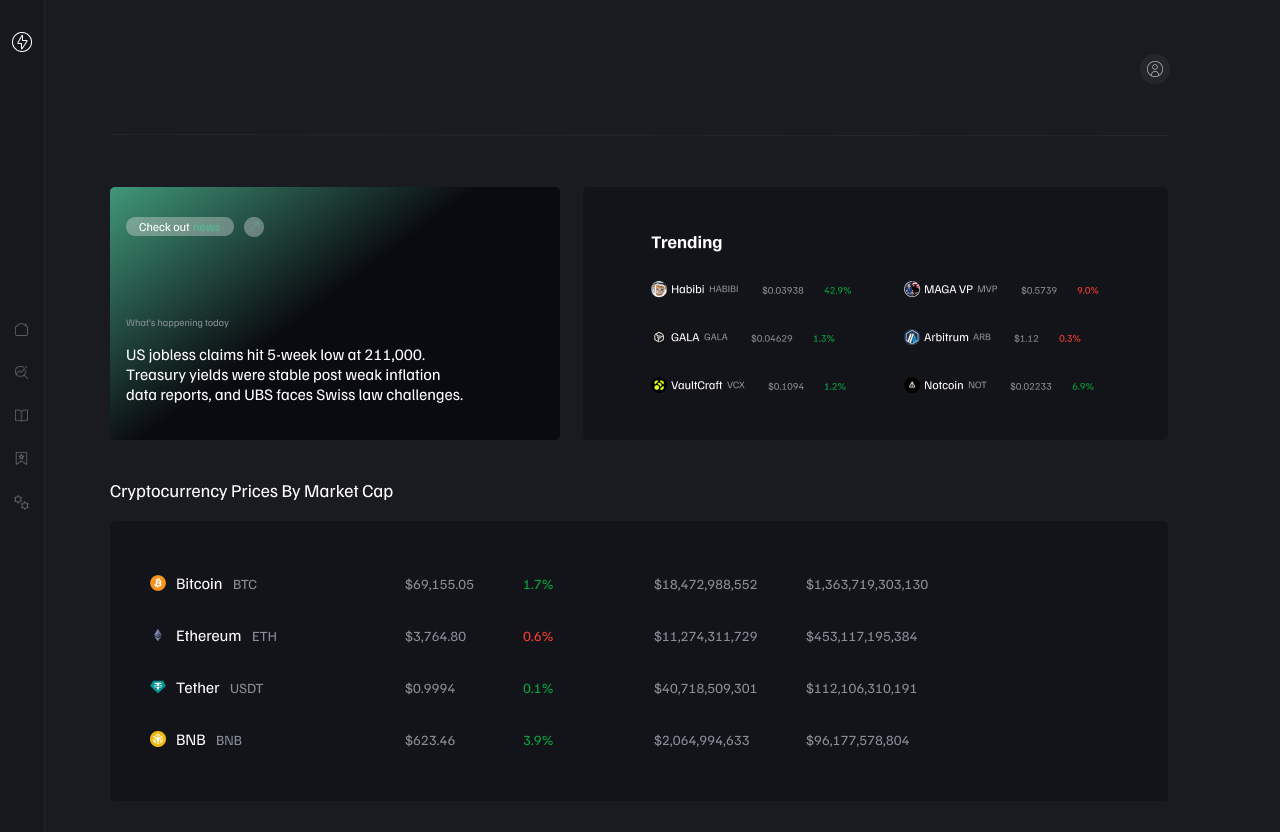 Check out news
What's happening today
US jobless claims hit 5-week low at 211,000.
Treasury yields were stable post weak inflation
data reports, and UBS faces Swiss law challenges.
Trending
Habibi HABIBI $0.03938 42.9%
MAGA VP MVP $0.5739 9.0%
GALA GALA $0.04629 1.3%
Arbitrum ARB $1.12 0.3%
VaultCraft VCX $0.1094 1.2%
Notcoin NOT $0.02233 6.9%
Cryptocurrency Prices By Market Cap
Bitcoin BTC $69,155.05 1.7% $18,472,988,552 $1,363,719,303,130
Ethereum ETH $3,764.80 0.6% $11,274,311,729 $453,117,195,384
Tether USDT $0.9994 0.1% $40,718,509,301 $112,106,310,191
BNB BNB $623.46 3.9% $2,064,994,633 $96,177,578,804